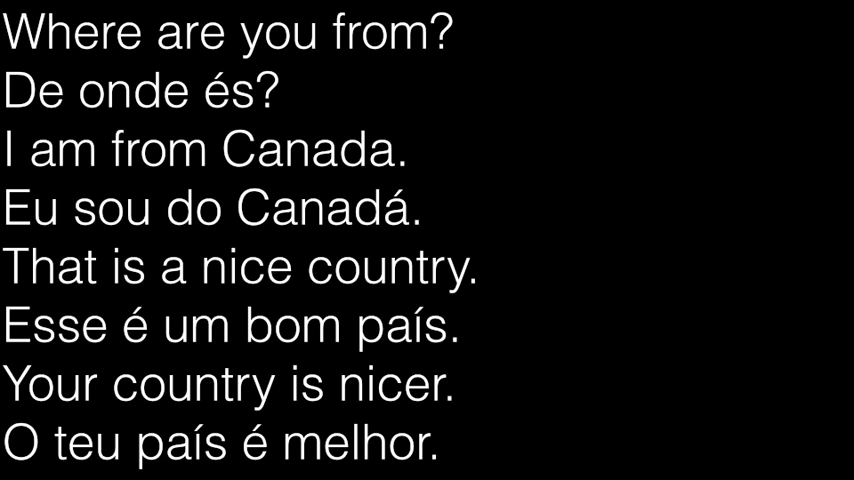 Where are you from?
De onde és?
I am from Canada.
Eu sou do Canadá.
That is a nice country.
Esse é um bom país.
Your country is nicer.
O teu país é melhor.